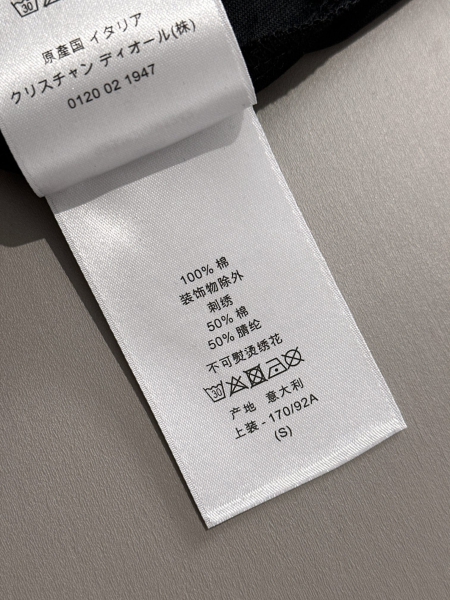 30
原産国 イタリア
クリスチャン ディオール(株)
0120 02 1947
100% 棉
装饰物除外
刺绣
50% 棉
50% 腈纶
不可熨烫绣花
30
产地 意大利
上装 - 170/92A
(S)